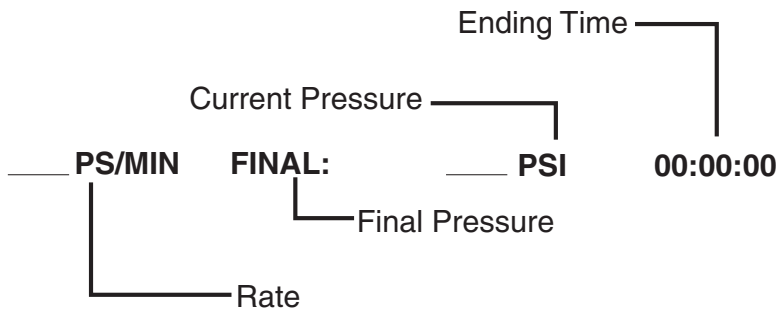 Ending Time
Current Pressure
____ PS/MIN FINAL: ____ PSI 00:00:00
Final Pressure
Rate